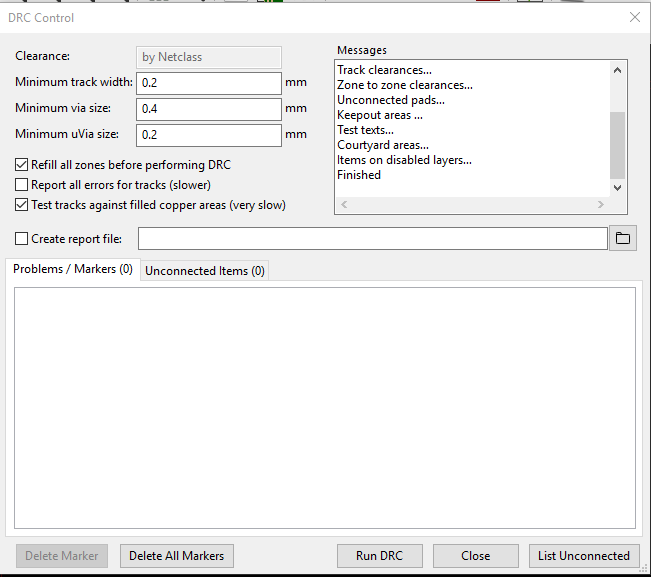 DRC Control
Clearance:
by Netclass
Minimum track width:
0.2
mm
Minimum via size:
0.4
mm
Minimum uVia size:
0.2
mm
Refill all zones before performing DRC
Report all errors for tracks (slower)
Test tracks against filled copper areas (very slow)
Messages
Track clearances...
Zone to zone clearances...
Unconnected pads...
Keepout areas ...
Test texts...
Courtyard areas...
Items on disabled layers...
Finished
Create report file:
Problems / Markers (0)
Unconnected Items (0)
Delete Marker
Delete All Markers
Run DRC
Close
List Unconnected